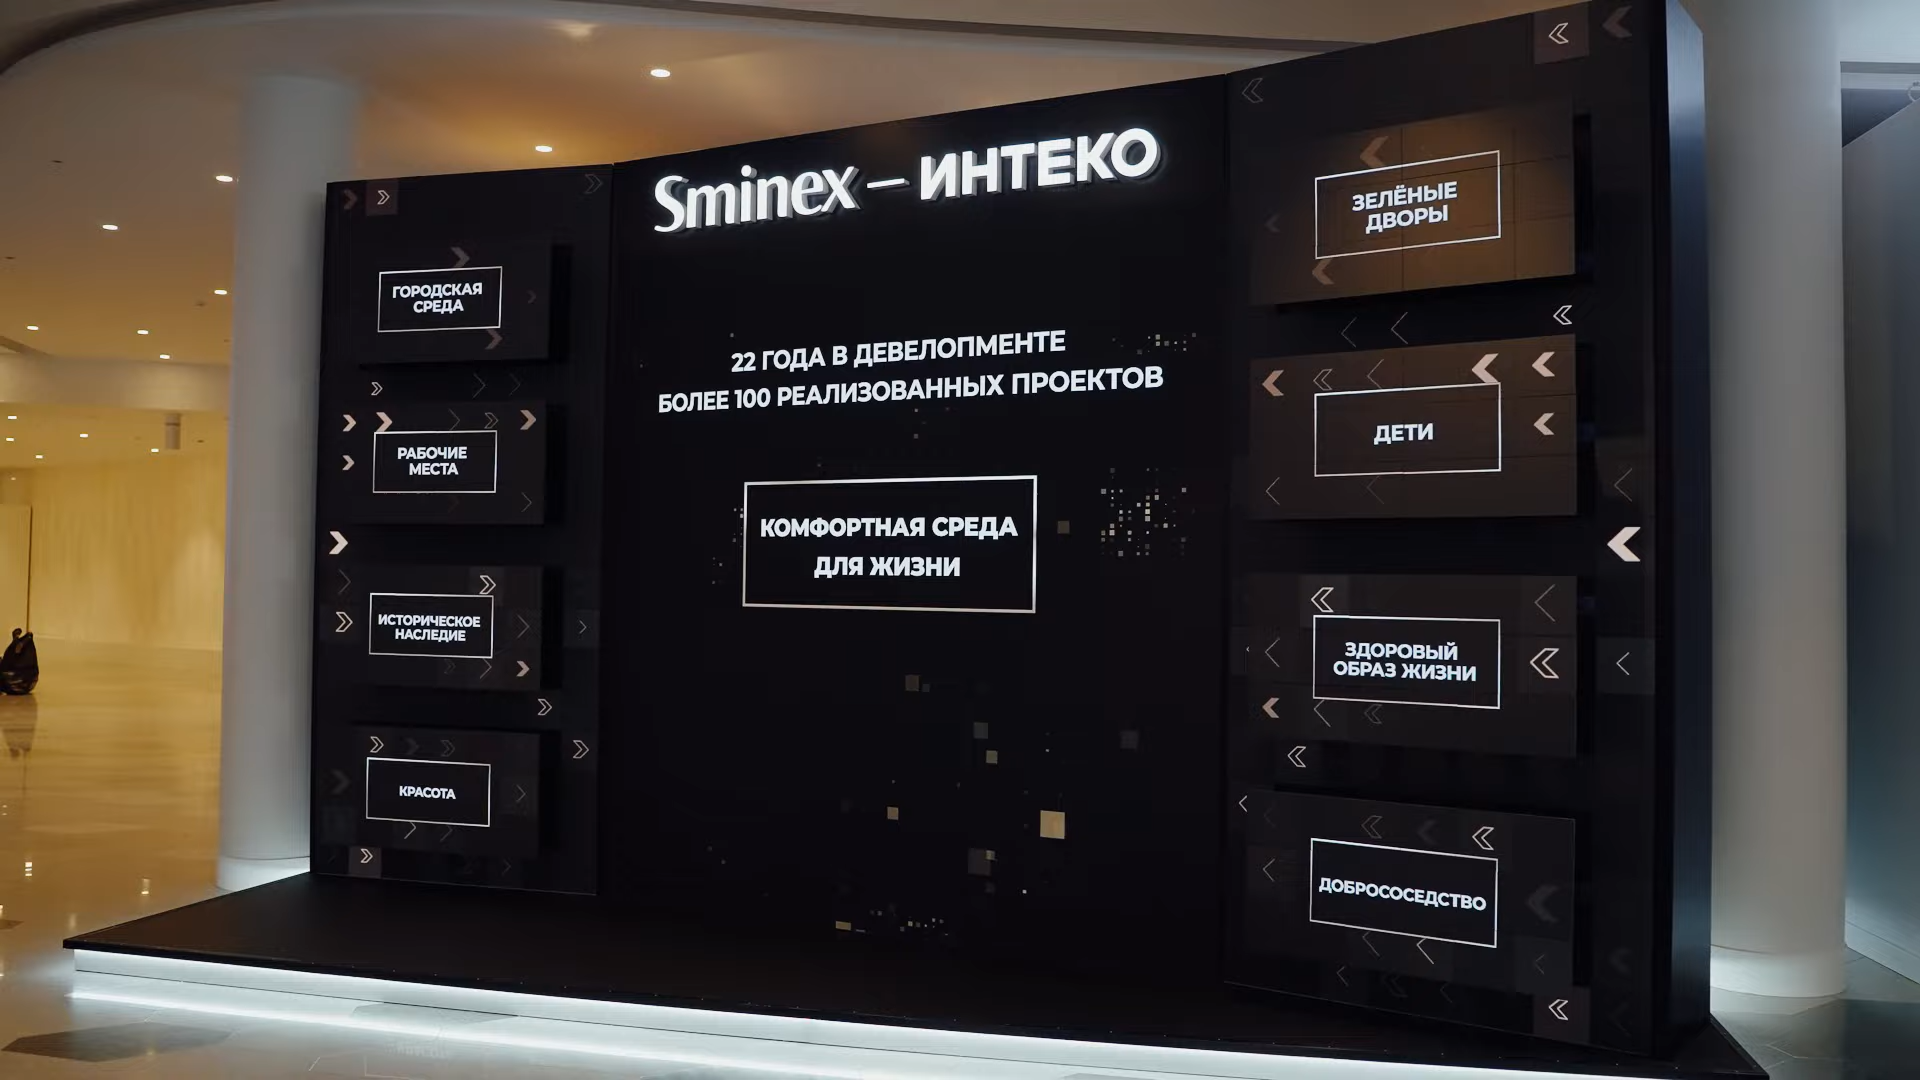 Sminex – ИНТЕКО
22 ГОДА В ДЕВЕЛОПМЕНТЕ
БОЛЕЕ 100 РЕАЛИЗОВАННЫХ ПРОЕКТОВ
КОМФОРТНАЯ СРЕДА
ДЛЯ ЖИЗНИ
ГОРОДСКАЯ
СРЕДА
РАБОЧИЕ
МЕСТА
ИСТОРИЧЕСКОЕ
НАСЛЕДИЕ
КРАСОТА
ЗЕЛЁНЫЕ
ДВОРЫ
ДЕТИ
ЗДОРОВЫЙ
ОБРАЗ ЖИЗНИ
ДОБРОСОСЕДСТВО